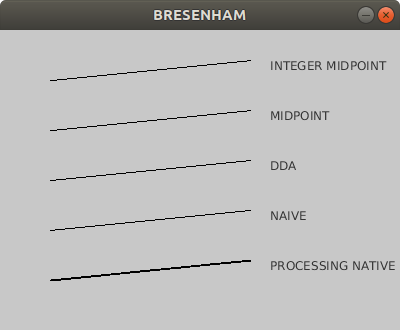 BRESENHAM
INTEGER MIDPOINT
MIDPOINT
DDA
NAIVE
PROCESSING NATIVE